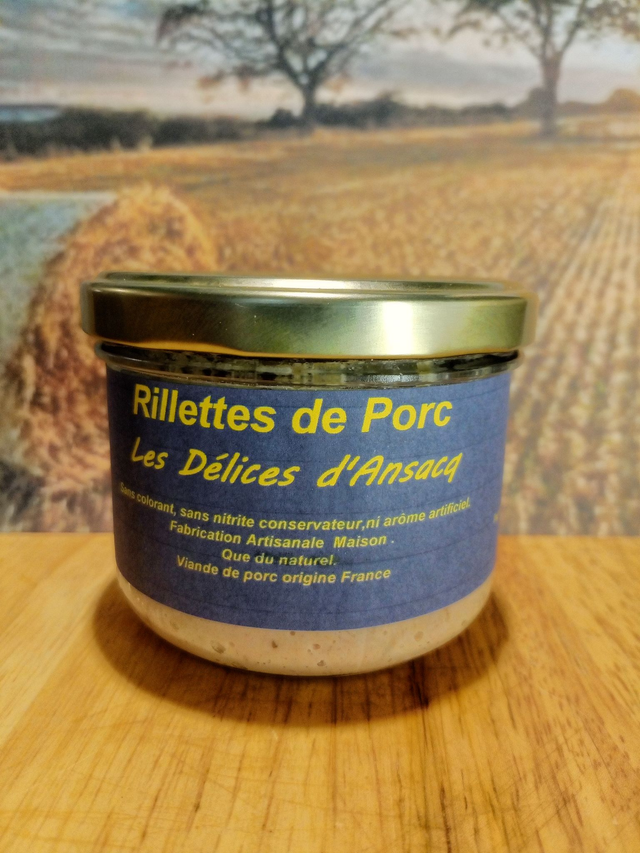 Rillettes de Porc
Les Délices d'Ansacq
Sans colorant, sans nitrite conservateur,ni arôme artificiel.
Fabrication Artisanale Maison .
Que du naturel.
Viande de porc origine France